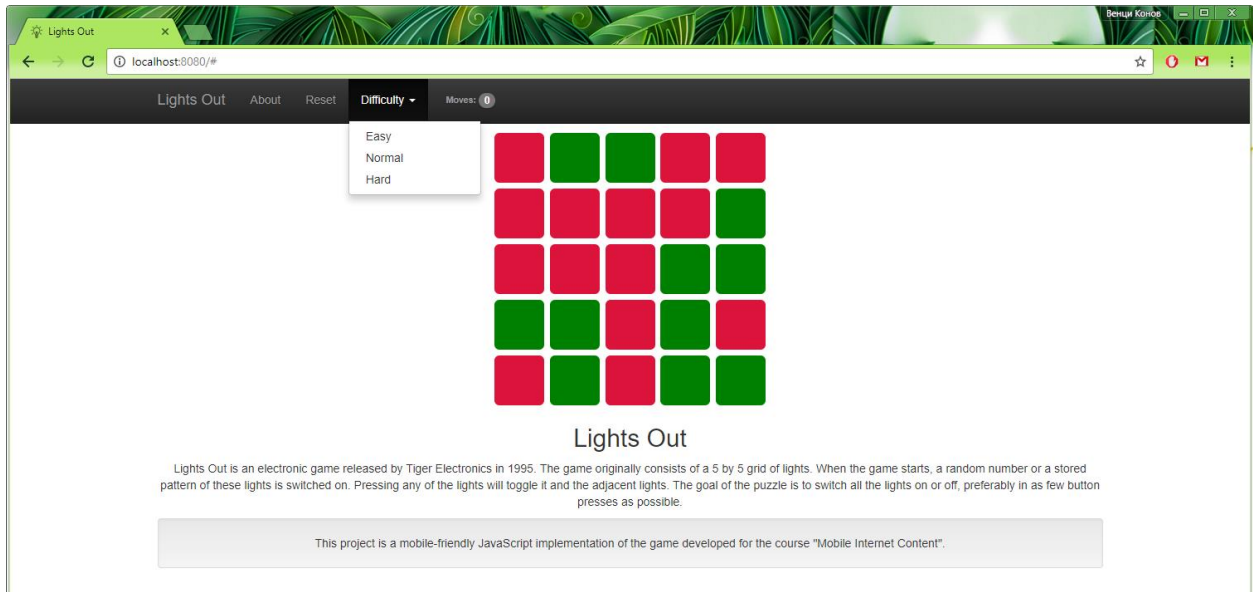 Венци Конов
Lights Out
localhost:8080/#
Lights Out About Reset Difficulty Moves: 0
Easy
Normal
Hard
Lights Out
Lights Out is an electronic game released by Tiger Electronics in 1995. The game originally consists of a 5 by 5 grid of lights. When the game starts, a random number or a stored
pattern of these lights is switched on. Pressing any of the lights will toggle it and the adjacent lights. The goal of the puzzle is to switch all the lights on or off, preferably in as few button
presses as possible.
This project is a mobile-friendly JavaScript implementation of the game developed for the course "Mobile Internet Content".